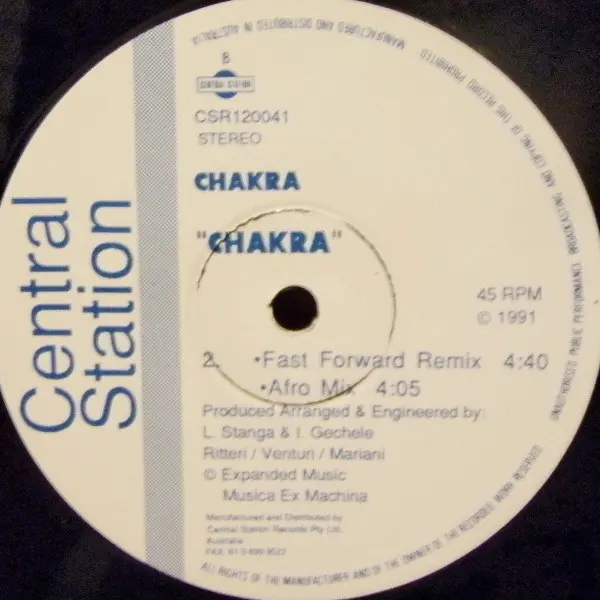 Central
Station
B
CENTRAL STATION
CSR120041
STEREO
CHAKRA
"CHAKRA"
45 RPM
© 1991
2. •Fast Forward Remix 4:40
•Afro Mix 4:05
Produced Arranged & Engineered by:
L. Stanga & I. Gechele
Ritteri / Venturi / Mariani
© Expanded Music
Musica Ex Machina
Manufactured and Distributed by
Central Station Records Pty Ltd,
Australia
ALL RIGHTS OF THE MANUFACTURER AND OF THE OWNER OF THE RECORDED WORK RESERVED
UNAUTHORISED PUBLIC PERFORMANCE BROADCASTING AND COPYING OF THIS RECORD PROHIBITED
MANUFACTURED AND DISTRIBUTED IN AUSTRALIA